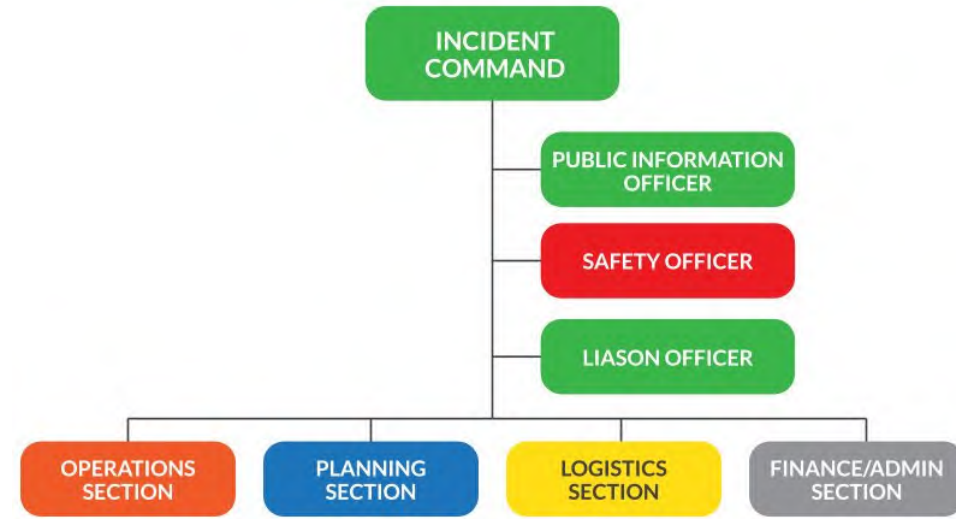 INCIDENT
COMMAND
PUBLIC INFORMATION
OFFICER
SAFETY OFFICER
LIASON OFFICER
OPERATIONS
SECTION
PLANNING
SECTION
LOGISTICS
SECTION
FINANCE/ADMIN
SECTION